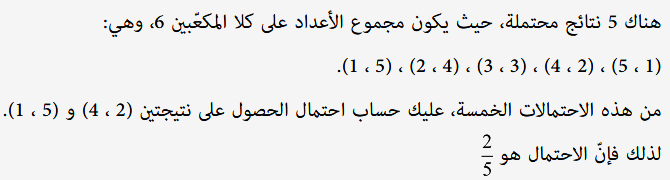 هناك 5 نتائج محتملة، حيث يكون مجموع الأعداد على كلا المكعّبين 6، وهي:
(1 ، 5) ، (2 ، 4) ، (3 ، 3) ، (4 ، 2) ، (5 ، 1).
من هذه الاحتمالات الخمسة، عليك حساب احتمال الحصول على نتيجتين (2 ، 4) و (5 ، 1).
لذلك فإنّ الاحتمال هو 2/5